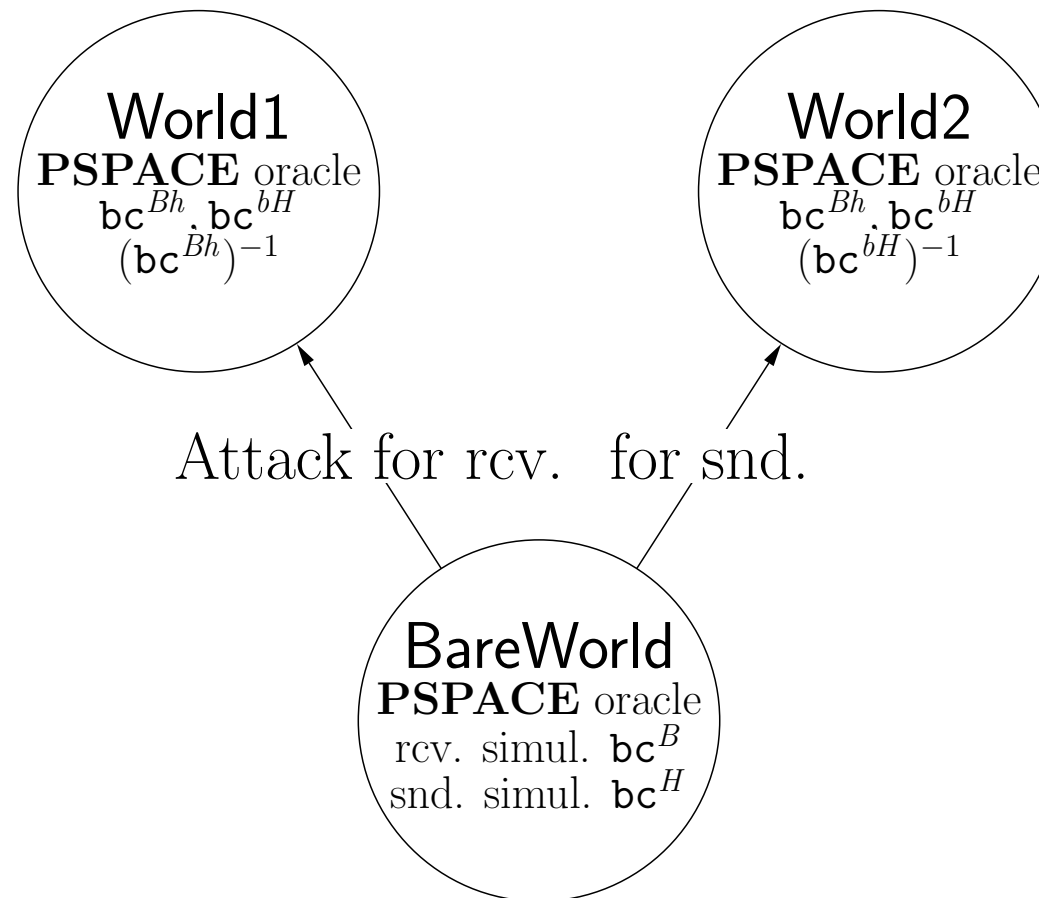 World1
PSPACE oracle
bc^{Bh}, bc^{bH}
(bc^{Bh})^{-1}
World2
PSPACE oracle
bc^{Bh}, bc^{bH}
(bc^{bH})^{-1}
Attack for rcv. for snd.
BareWorld
PSPACE oracle
rcv. simul. bc^B
snd. simul. bc^H